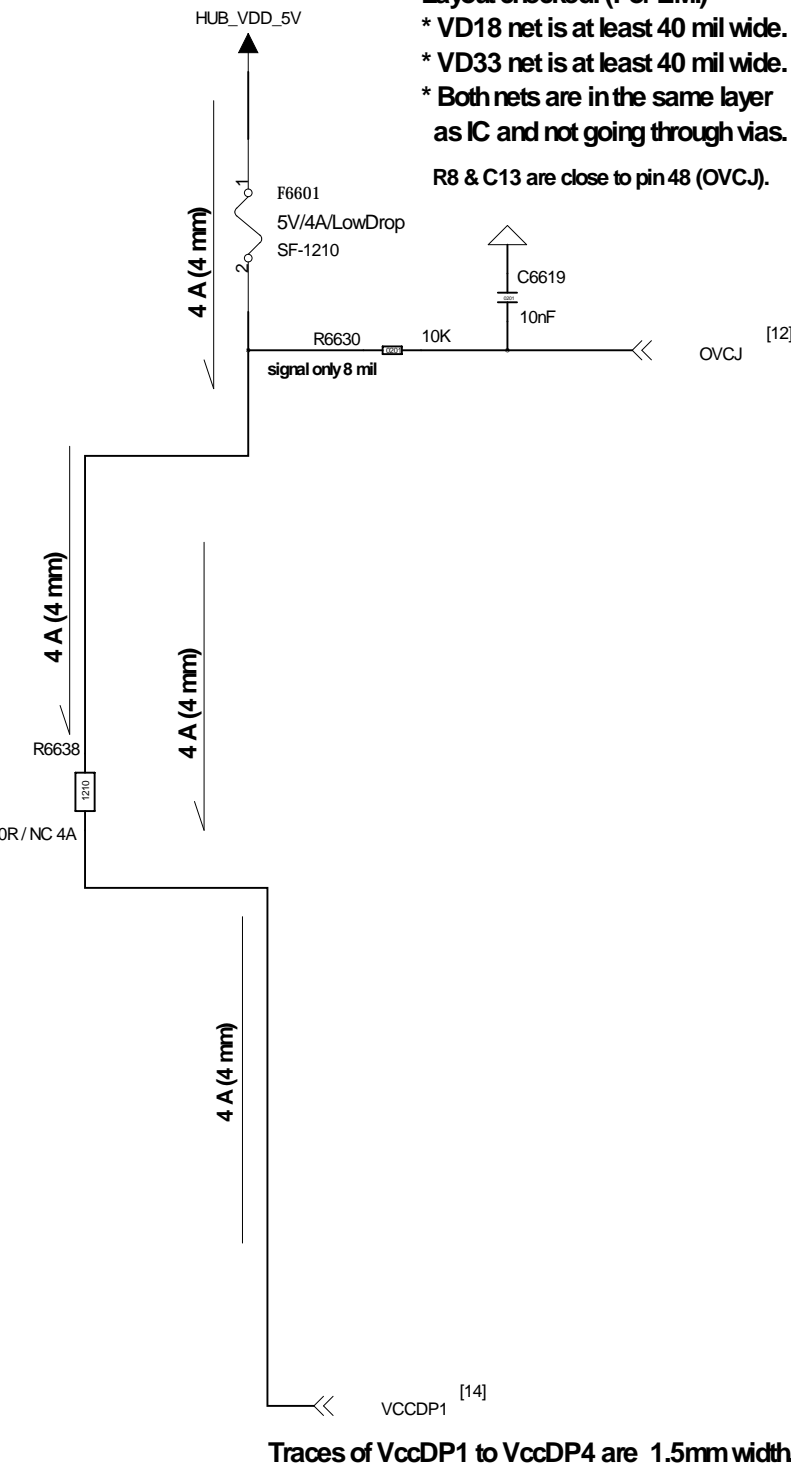 HUB_VDD_5V
* VD18 net is at least 40 mil wide.
* VD33 net is at least 40 mil wide.
* Both nets are in the same layer
as IC and not going through vias.
R8 & C13 are close to pin 48 (OVCJ).
4 A (4 mm)
1
F6601
5V/4A/LowDrop
SF-1210
2
C6619
0201
10nF
R6630
0201
10K
signal only 8 mil
OVCJ
[12]
4 A (4 mm)
4 A (4 mm)
R6638
1210
0R / NC 4A
4 A (4 mm)
VCCDP1
[14]
Traces of VccDP1 to VccDP4 are 1.5mm width.